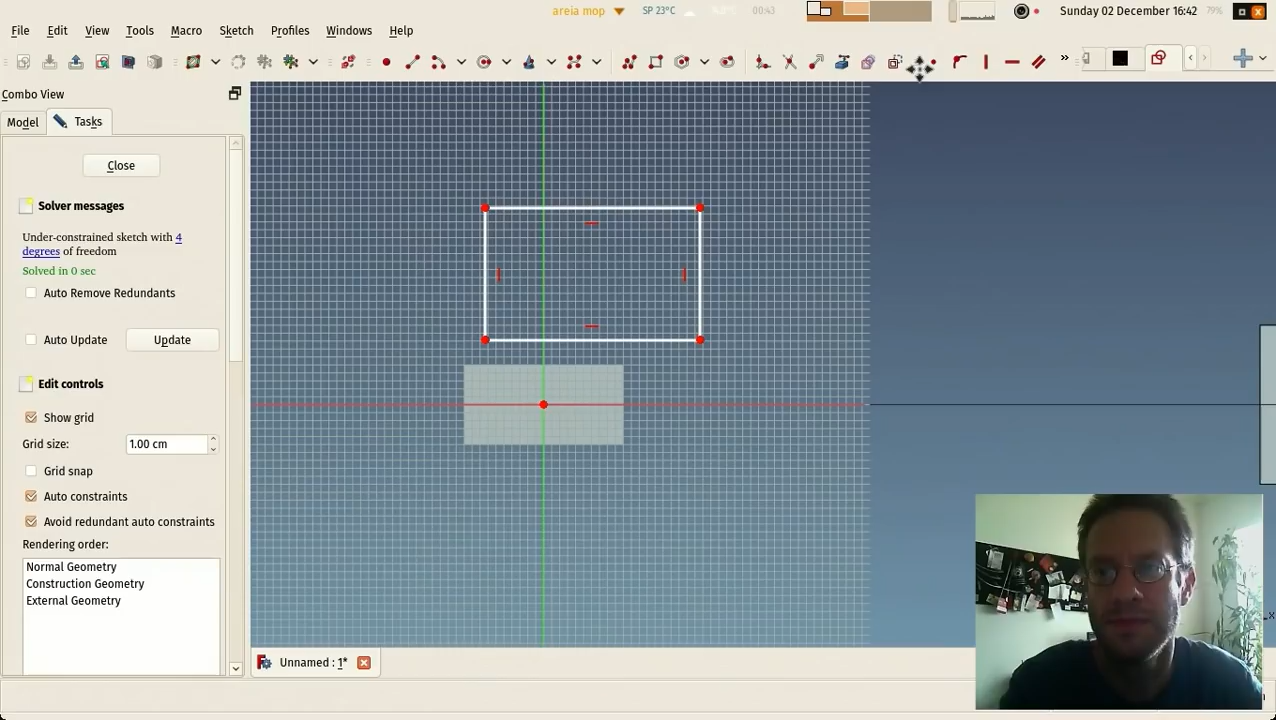 areia mop SP 23°C 00:43 Sunday 02 December 16:42 79%
File Edit View Tools Macro Sketch Profiles Windows Help
»
Combo View
Model Tasks
Close
Solver messages
Under-constrained sketch with 4
degrees of freedom
Solved in 0 sec
Auto Remove Redundants
Auto Update Update
Edit controls
Show grid
Grid size: 1.00 cm
Grid snap
Auto constraints
Avoid redundant auto constraints
Rendering order:
Normal Geometry
Construction Geometry
External Geometry
Unnamed : 1*